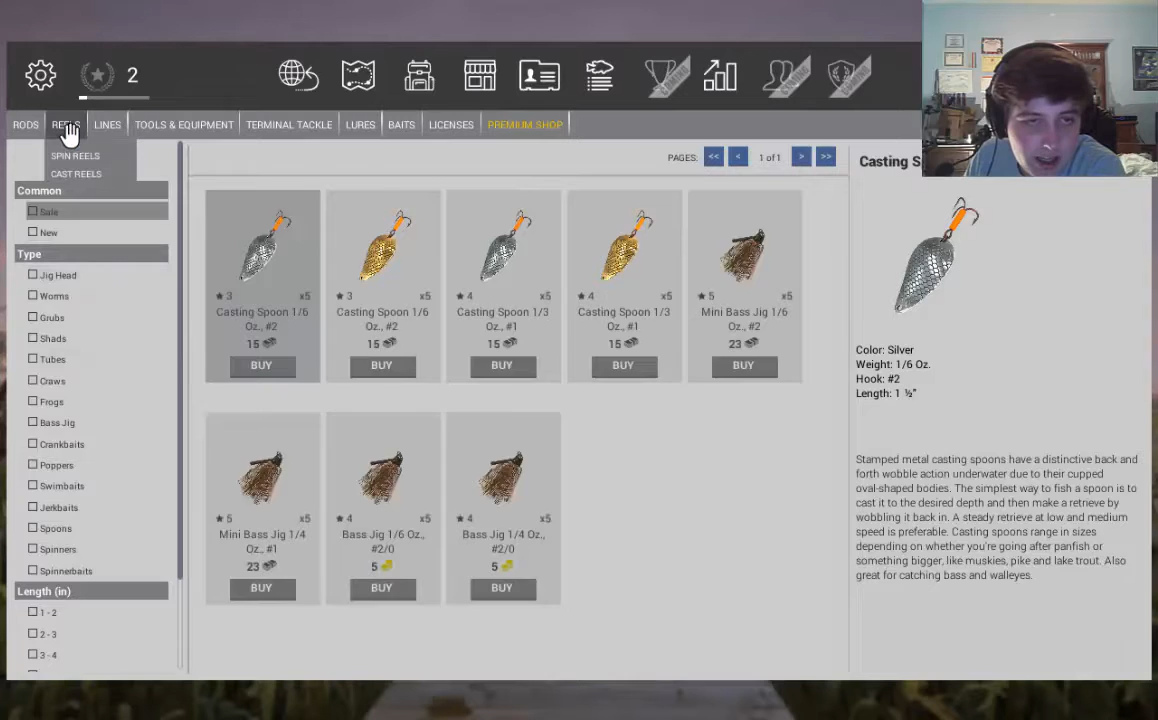 2
RODS
LINES
TOOLS & EQUIPMENT
TERMINAL TACKLE
LURES
BAITS
LICENSES
PREMIUM SHOP
SPIN REELS
CAST REELS
PAGES: << < 1 of 1 > >>
Common
Sale
New
Type
Jig Head
Worms
Grubs
Shads
Tubes
Craws
Frogs
Bass Jig
Crankbaits
Poppers
Swimbaits
Jerkbaits
Spoons
Spinners
Spinnerbaits
Length (in)
1 - 2
2 - 3
3 - 4
3 x5
Casting Spoon 1/6
Oz., #2
15
BUY
3 x5
Casting Spoon 1/6
Oz., #2
15
BUY
4 x5
Casting Spoon 1/3
Oz., #1
15
BUY
4 x5
Casting Spoon 1/3
Oz., #1
15
BUY
5 x5
Mini Bass Jig 1/6
Oz., #2
23
BUY
5 x5
Mini Bass Jig 1/4
Oz., #1
23
BUY
4 x5
Bass Jig 1/6 Oz.,
#2/0
5
BUY
4 x5
Bass Jig 1/4 Oz.,
#2/0
5
BUY
Casting
Color: Silver
Weight: 1/6 Oz.
Hook: #2
Length: 1 ½"
Stamped metal casting spoons have a distinctive back and
forth wobble action underwater due to their cupped
oval-shaped bodies. The simplest way to fish a spoon is to
cast it to the desired depth and then make a retrieve by
wobbling it back in. A steady retrieve at low and medium
speed is preferable. Casting spoons range in sizes
depending on whether you're going after panfish or
something bigger, like muskies, pike and lake trout. Also
great for catching bass and walleyes.